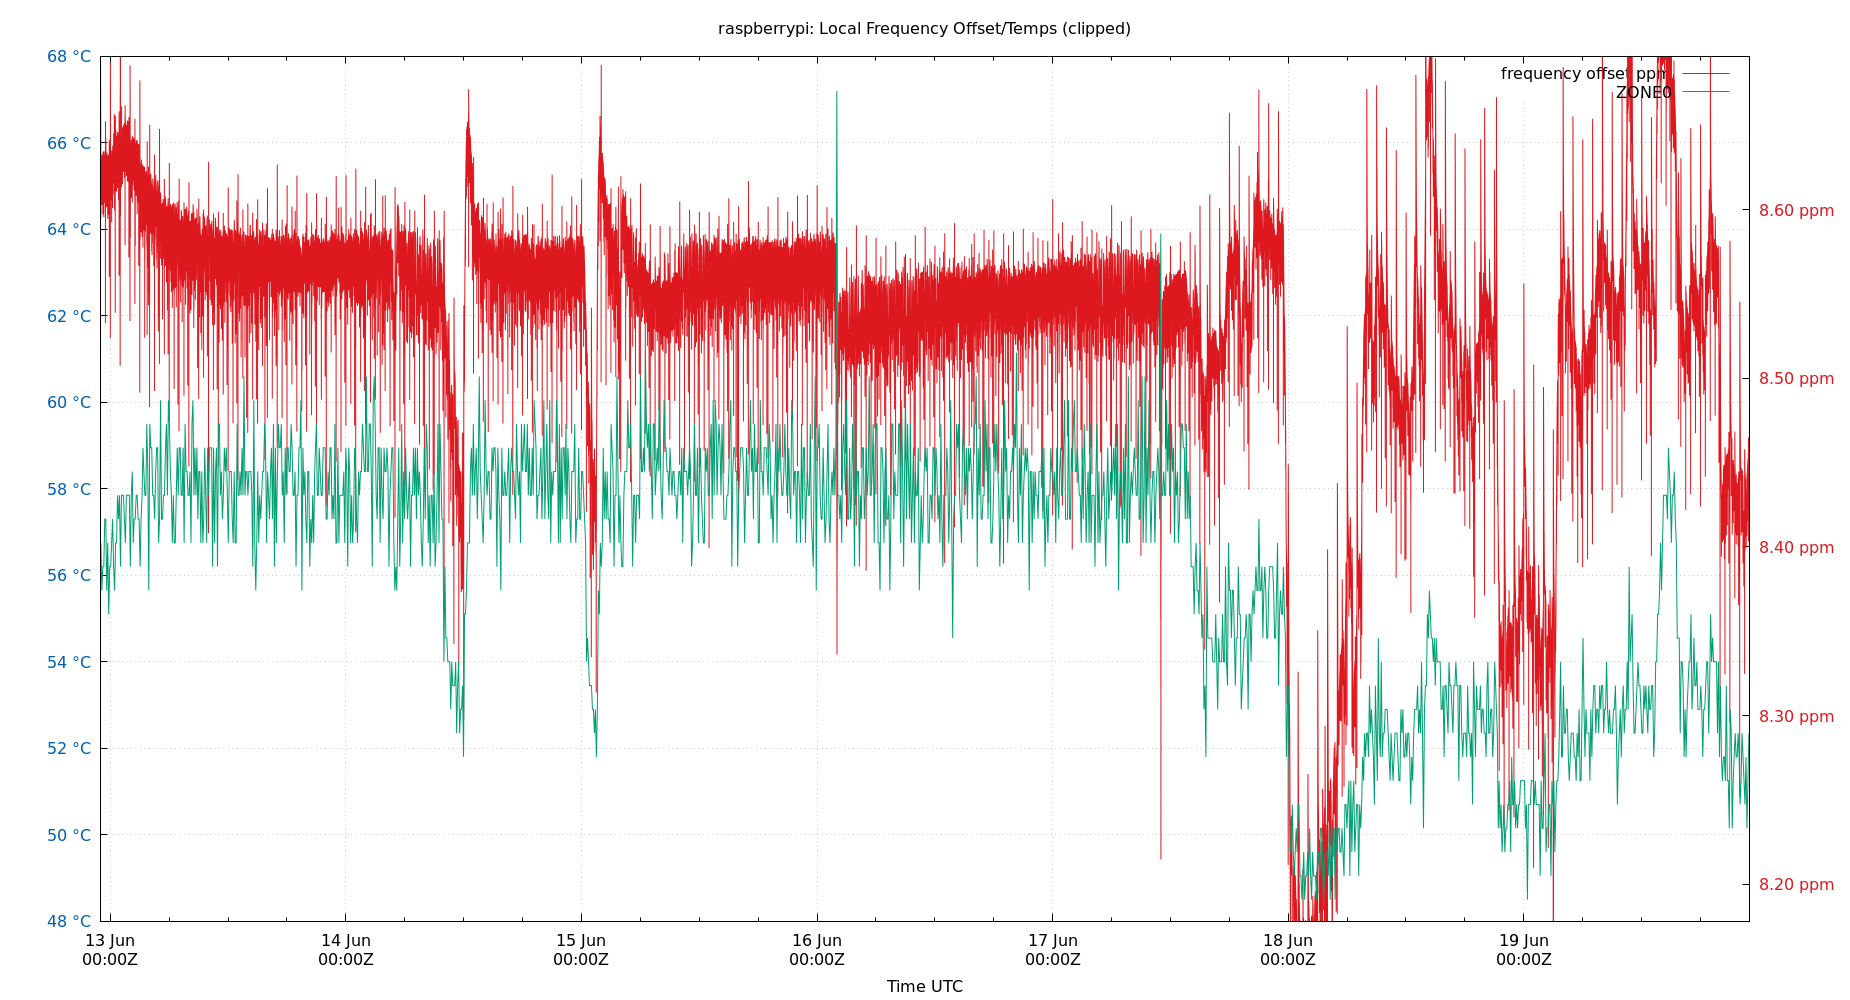 raspberrypi: Local Frequency Offset/Temps (clipped)
68 °C
66 °C
64 °C
62 °C
60 °C
58 °C
56 °C
54 °C
52 °C
50 °C
48 °C
frequency offset ppm
ZONE0
8.60 ppm
8.50 ppm
8.40 ppm
8.30 ppm
8.20 ppm
13 Jun 14 Jun 15 Jun 16 Jun 17 Jun 18 Jun 19 Jun
00:00Z 00:00Z 00:00Z 00:00Z 00:00Z 00:00Z 00:00Z
Time UTC